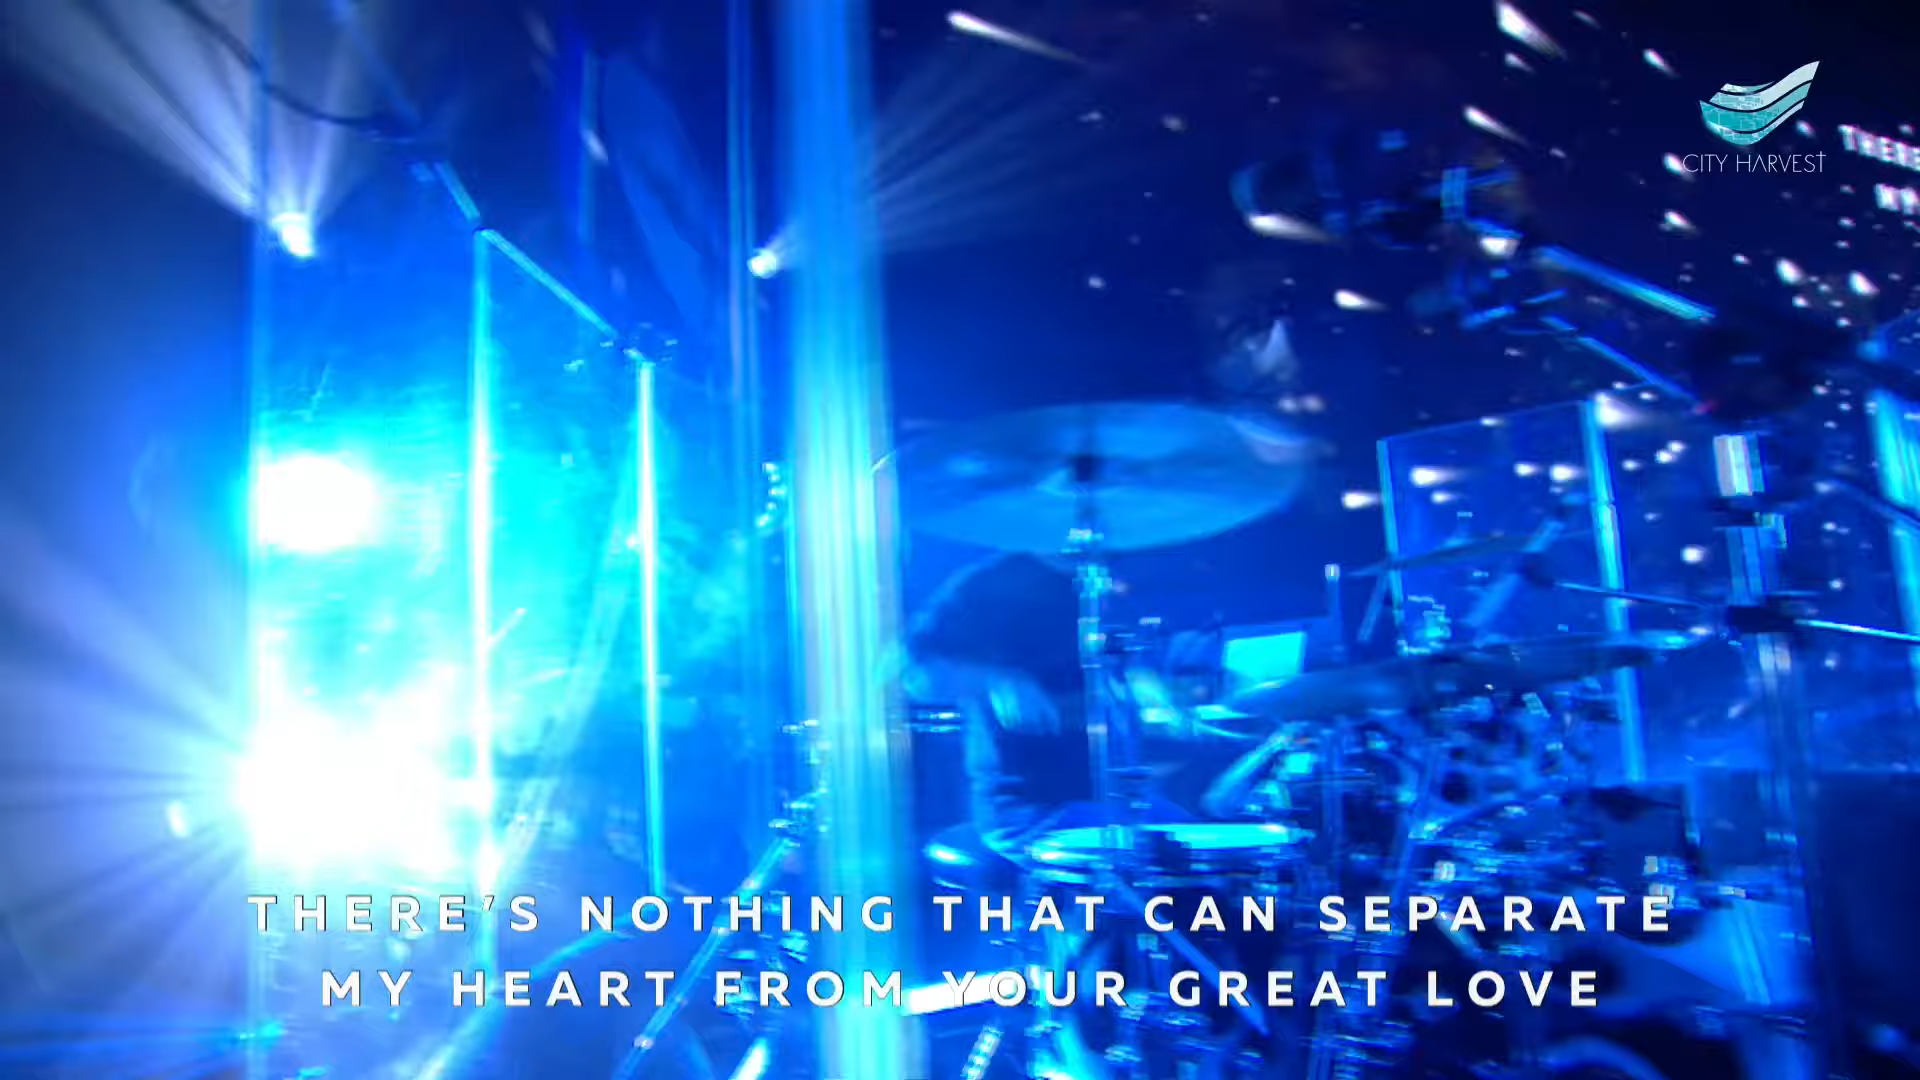 CITY HARVEST
THERE'S NOTHING THAT CAN SEPARATE
MY HEART FROM YOUR GREAT LOVE